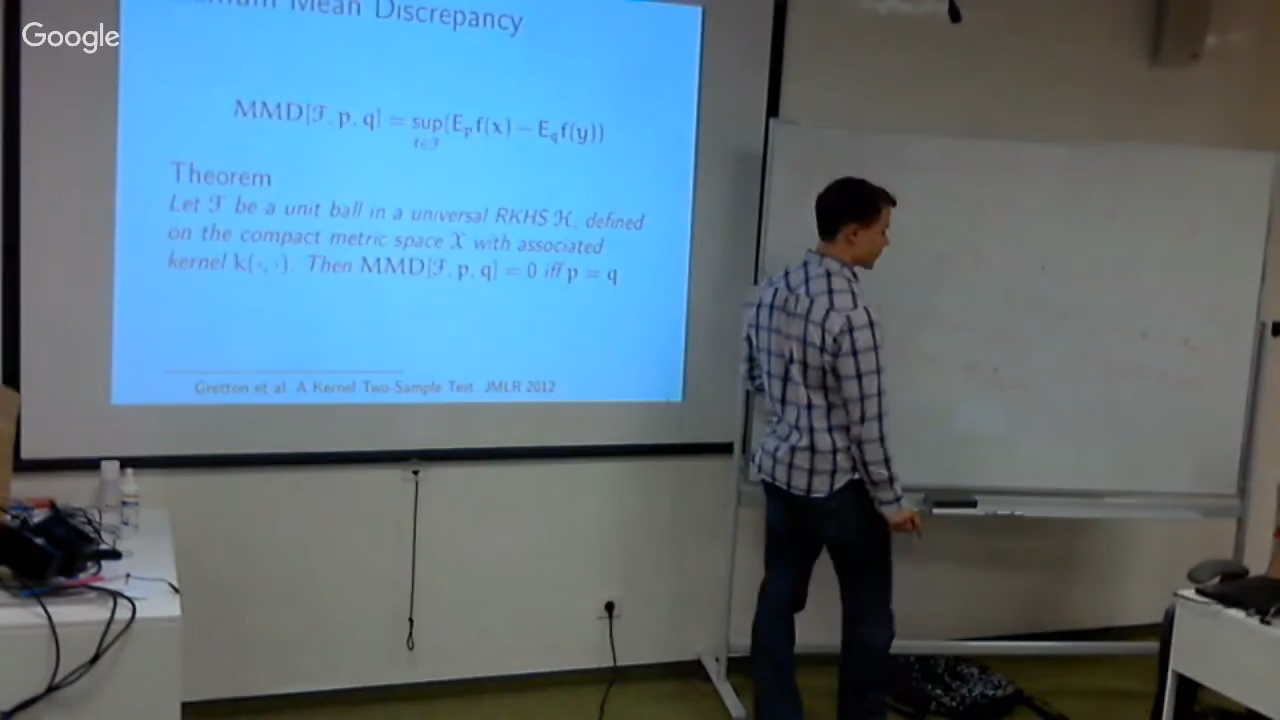 Google
Mean Discrepancy
MMD[ℱ, p, q] = sup(E_p f(x) − E_q f(y))
f∈ℱ
Theorem
Let ℱ be a unit ball in a universal RKHS ℋ, defined
on the compact metric space 𝒳 with associated
kernel k(·, ·). Then MMD[ℱ, p, q] = 0 iff p = q
Gretton et al. A Kernel Two-Sample Test. JMLR 2012